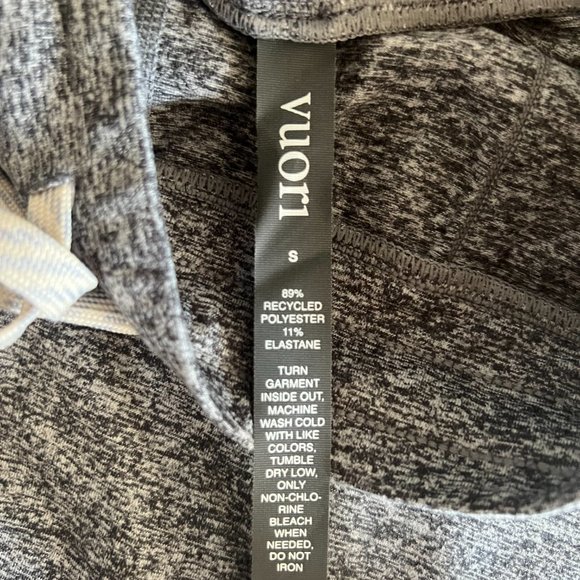 vuori
S
89%
RECYCLED
POLYESTER
11%
ELASTANE
TURN
GARMENT
INSIDE OUT,
MACHINE
WASH COLD
WITH LIKE
COLORS,
TUMBLE
DRY LOW,
ONLY
NON-CHLO-
RINE
BLEACH
WHEN
NEEDED,
DO NOT
IRON